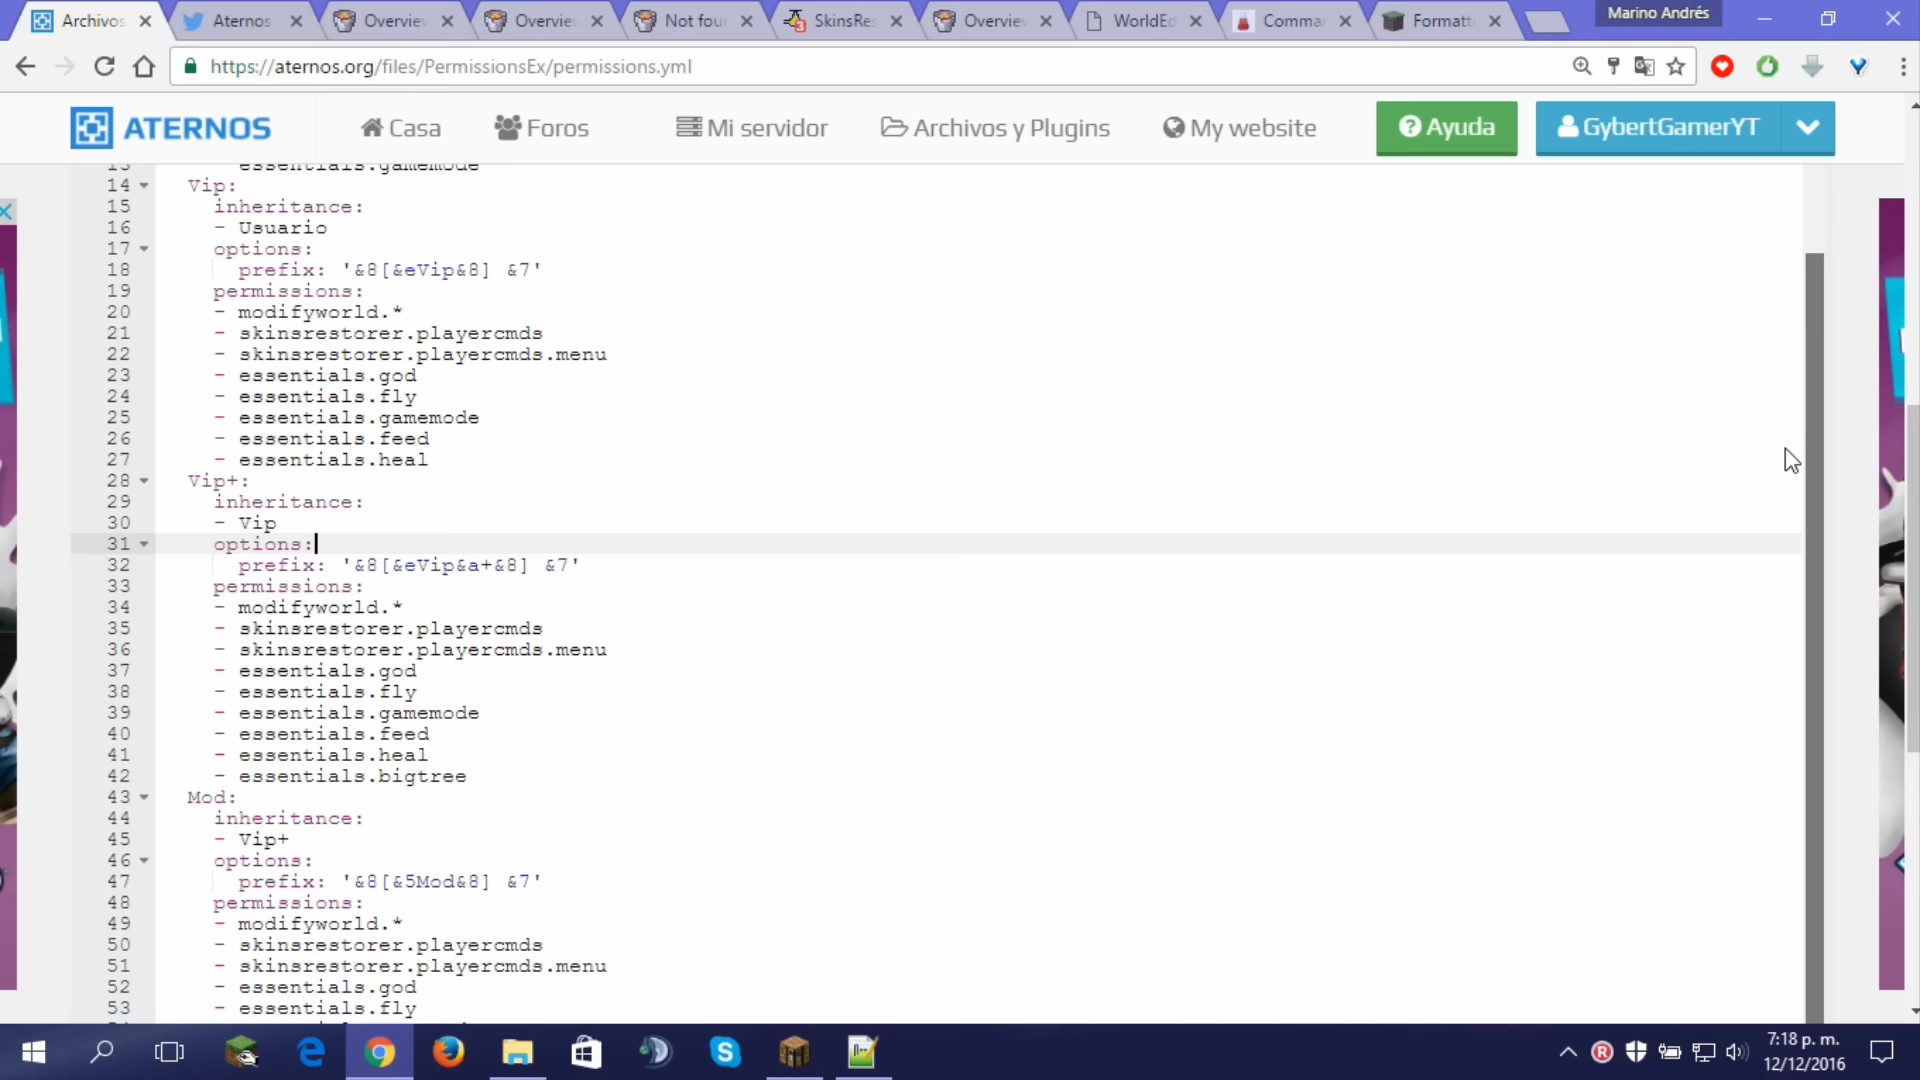 Marino Andrés
Archivos
Aternos
Overvie
Overvie
Not four
SkinsRes
Overvie
WorldEd
Comma
Formatt
https://aternos.org/files/PermissionsEx/permissions.yml
ATERNOS
Casa
Foros
Mi servidor
Archivos y Plugins
My website
Ayuda
GybertGamerYT
13 essentials.gamemode
14 Vip:
15 inheritance:
16 - Usuario
17 options:
18 prefix: '&8[&eVip&8] &7'
19 permissions:
20 - modifyworld.*
21 - skinsrestorer.playercmds
22 - skinsrestorer.playercmds.menu
23 - essentials.god
24 - essentials.fly
25 - essentials.gamemode
26 - essentials.feed
27 - essentials.heal
28 Vip+:
29 inheritance:
30 - Vip
31 options:
32 prefix: '&8[&eVip&a+&8] &7'
33 permissions:
34 - modifyworld.*
35 - skinsrestorer.playercmds
36 - skinsrestorer.playercmds.menu
37 - essentials.god
38 - essentials.fly
39 - essentials.gamemode
40 - essentials.feed
41 - essentials.heal
42 - essentials.bigtree
43 Mod:
44 inheritance:
45 - Vip+
46 options:
47 prefix: '&8[&5Mod&8] &7'
48 permissions:
49 - modifyworld.*
50 - skinsrestorer.playercmds
51 - skinsrestorer.playercmds.menu
52 - essentials.god
53 - essentials.fly
7:18 p. m.
12/12/2016